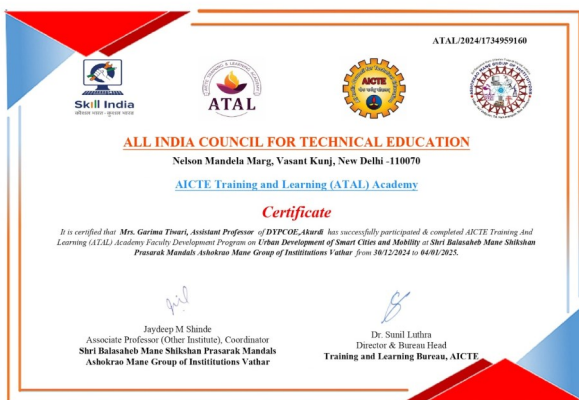 ATAL/2024/1734959160
Skill India
कौशल भारत - कुशल भारत
ATAL
AICTE
ALL INDIA COUNCIL FOR TECHNICAL EDUCATION
Nelson Mandela Marg, Vasant Kunj, New Delhi -110070
AICTE Training and Learning (ATAL) Academy
Certificate
It is certified that Mrs. Garima Tiwari, Assistant Professor of DYPCOE,Akurdi has successfully participated & completed AICTE Training And
Learning (ATAL) Academy Faculty Development Program on Urban Development of Smart Cities and Mobility at Shri Balasaheb Mane Shikshan
Prasarak Mandals Ashokrao Mane Group of Instititutions Vathar from 30/12/2024 to 04/01/2025.
Jaydeep M Shinde
Associate Professor (Other Institute), Coordinator
Shri Balasaheb Mane Shikshan Prasarak Mandals
Ashokrao Mane Group of Instititutions Vathar
Dr. Sunil Luthra
Director & Bureau Head
Training and Learning Bureau, AICTE